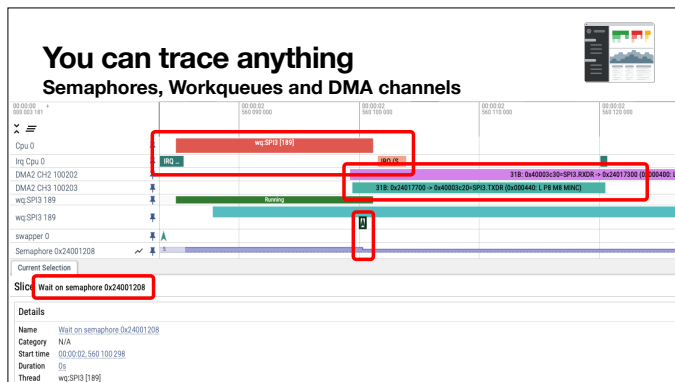 You can trace anything
Semaphores, Workqueues and DMA channels
00:00:00 +
000 003 181
00:00:02
560 090 000
00:00:02
560 100 000
00:00:02
560 110 000
00:00:02
560 120 000
Cpu 0
wq:SPI3 [189]
Irq Cpu 0
IRQ ...
IRQ (S...
DMA2 CH2 100202
31B: 0x40003c30=SPI3.RXDR -> 0x24017300 (0x000400: L
DMA2 CH3 100203
31B: 0x24017700 -> 0x40003c20=SPI3.TXDR (0x000440: L P8 M8 MINC)
wq:SPI3 189
Running
wq:SPI3 189
swapper 0
Semaphore 0x24001208
5
Current Selection
Slice Wait on semaphore 0x24001208
Details
Name Wait on semaphore 0x24001208
Category N/A
Start time 00:00:02.560 100 298
Duration 0s
Thread wq:SPI3 [189]